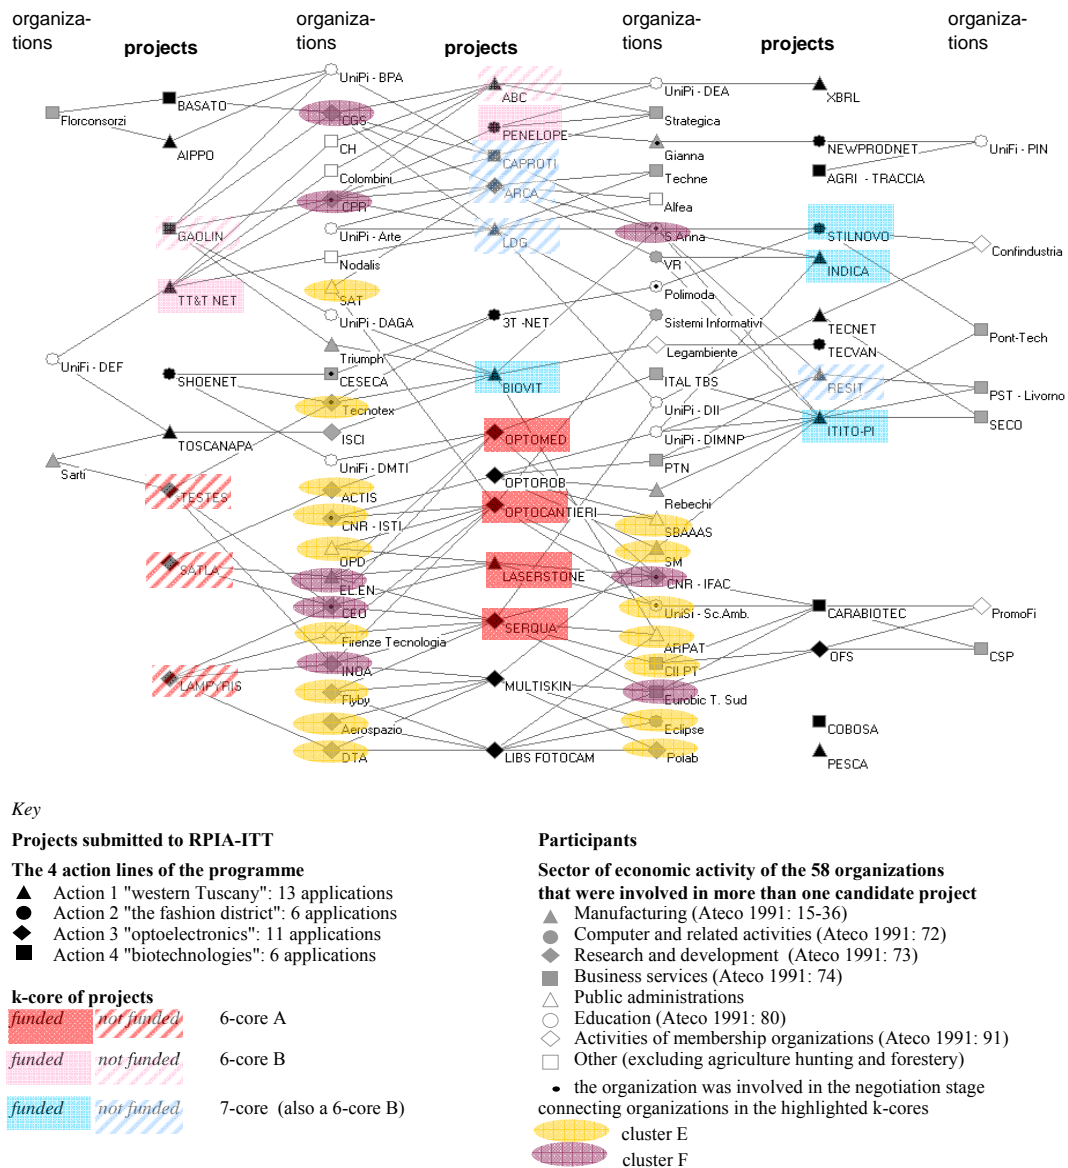 organiza-
tions
projects
organiza-
tions
projects
organiza-
tions
projects
organiza-
tions
Florconsorzi
UniFi - DEF
Sarti
BASATO
AIPPO
GAOLIN
TT&T NET
SHOENET
TOSCANAPA
TESTES
SATLA
LAMPYRIS
UniPi - BPA
CGS
CH
Colombini
CPR
UniPi - Arte
Nodalis
SAT
UniPi - DAGA
Triumph
CESECA
Tecnotex
ISCI
UniFi - DMTI
ACTIS
CNR - ISTI
OPD
EL.EN
CEO
Firenze Tecnologia
INOA
Flyby
Aerospazio
DTA
ABC
PENELOPE
CAPROTI
ARCA
LDG
3T -NET
BIOVIT
OPTOMED
OPTOROB
OPTOCANTIERI
LASERSTONE
SERQUA
MULTISKIN
LIBS FOTOCAM
UniPi - DEA
Strategica
Gianna
Techne
Alfea
S.Anna
VR
Polimoda
Sistemi Informativi
Legambiente
ITAL TBS
UniPi - DII
UniPi - DIMNP
PTN
Rebechi
SBAAAS
SM
CNR - IFAC
UniSi - Sc.Amb.
ARPAT
CII PT
Eurobic T. Sud
Eclipse
Polab
XBRL
NEWPRODNET
AGRI - TRACCIA
STILNOVO
INDICA
TECNET
TECVAN
RESIT
ITITO-PI
CARABIOTEC
OFS
COBOSA
PESCA
UniFi - PIN
Confindustria
Pont-Tech
PST - Livorno
SECO
PromoFi
CSP
Key
Projects submitted to RPIA-ITT
The 4 action lines of the programme
Action 1 "western Tuscany": 13 applications
Action 2 "the fashion district": 6 applications
Action 3 "optoelectronics": 11 applications
Action 4 "biotechnologies": 6 applications
k-core of projects
funded not funded 6-core A
funded not funded 6-core B
funded not funded 7-core (also a 6-core B)
Participants
Sector of economic activity of the 58 organizations
that were involved in more than one candidate project
Manufacturing (Ateco 1991: 15-36)
Computer and related activities (Ateco 1991: 72)
Research and development (Ateco 1991: 73)
Business services (Ateco 1991: 74)
Public administrations
Education (Ateco 1991: 80)
Activities of membership organizations (Ateco 1991: 91)
Other (excluding agriculture hunting and forestery)
the organization was involved in the negotiation stage
connecting organizations in the highlighted k-cores
cluster E
cluster F